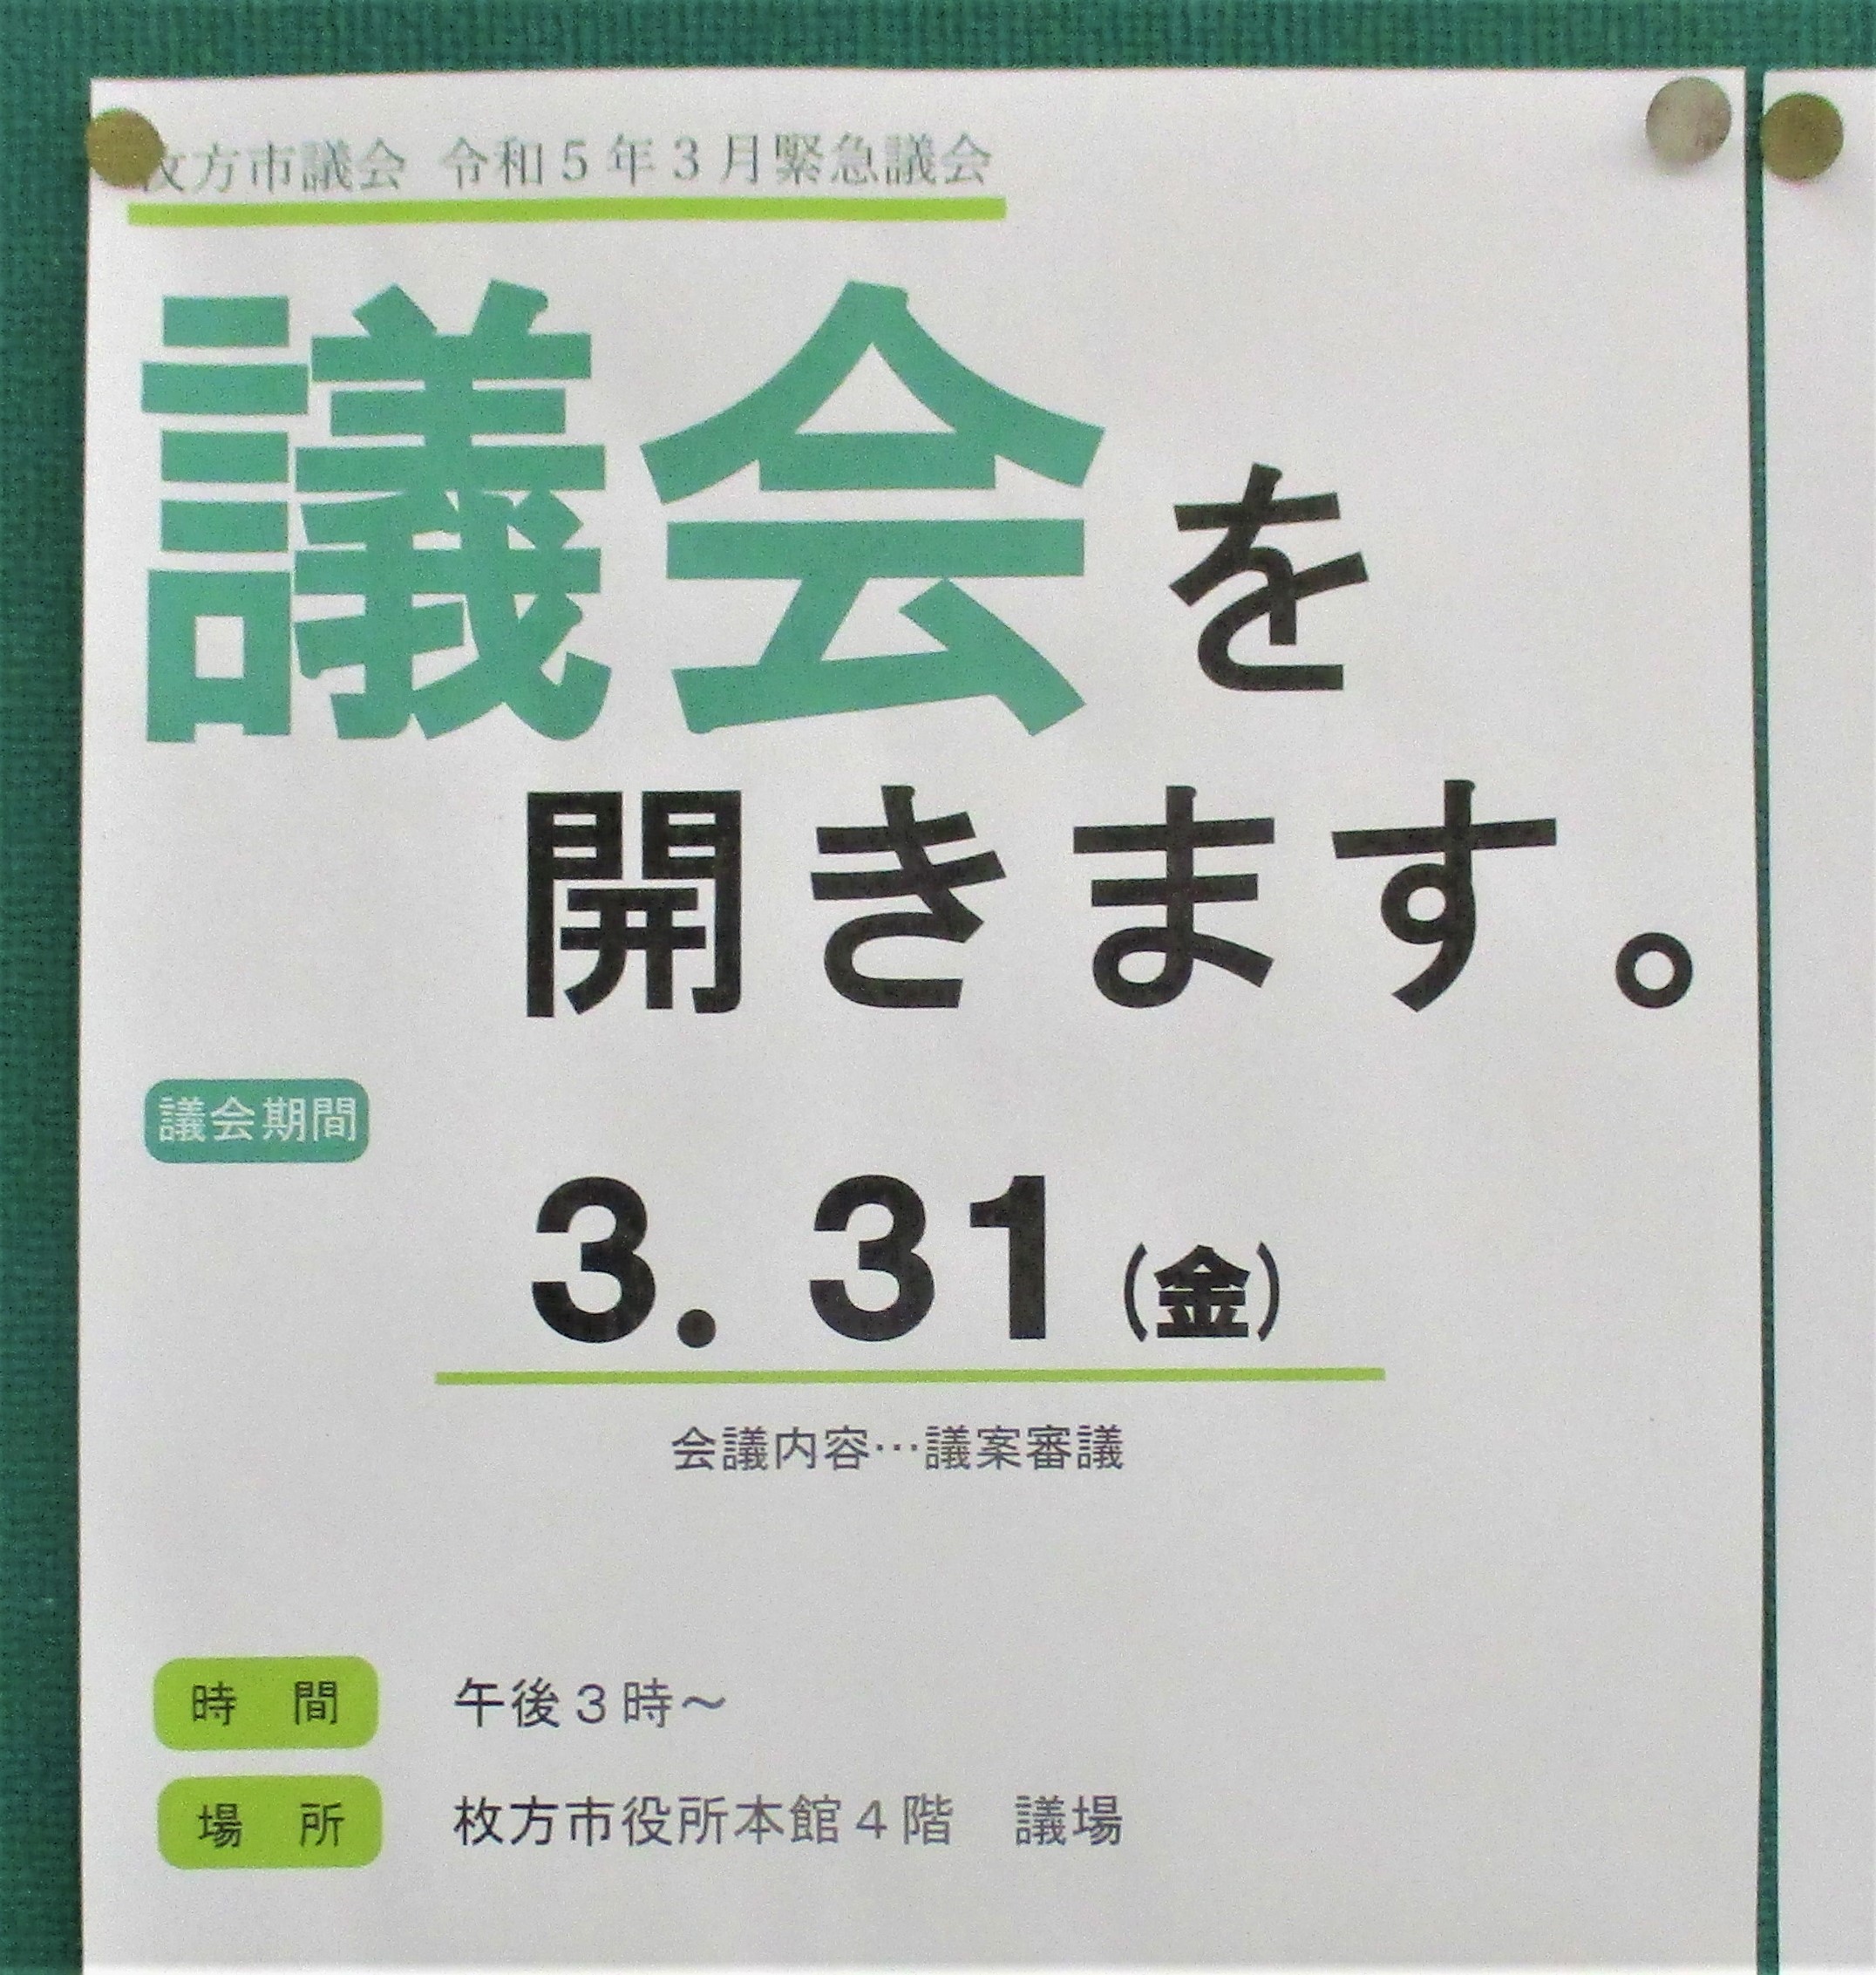 枚方市議会 令和5年3月緊急議会
議会を
開きます。
議会期間
3. 31(金)
会議内容…議案審議
時 間 午後3時～
場 所 枚方市役所本館4階 議場